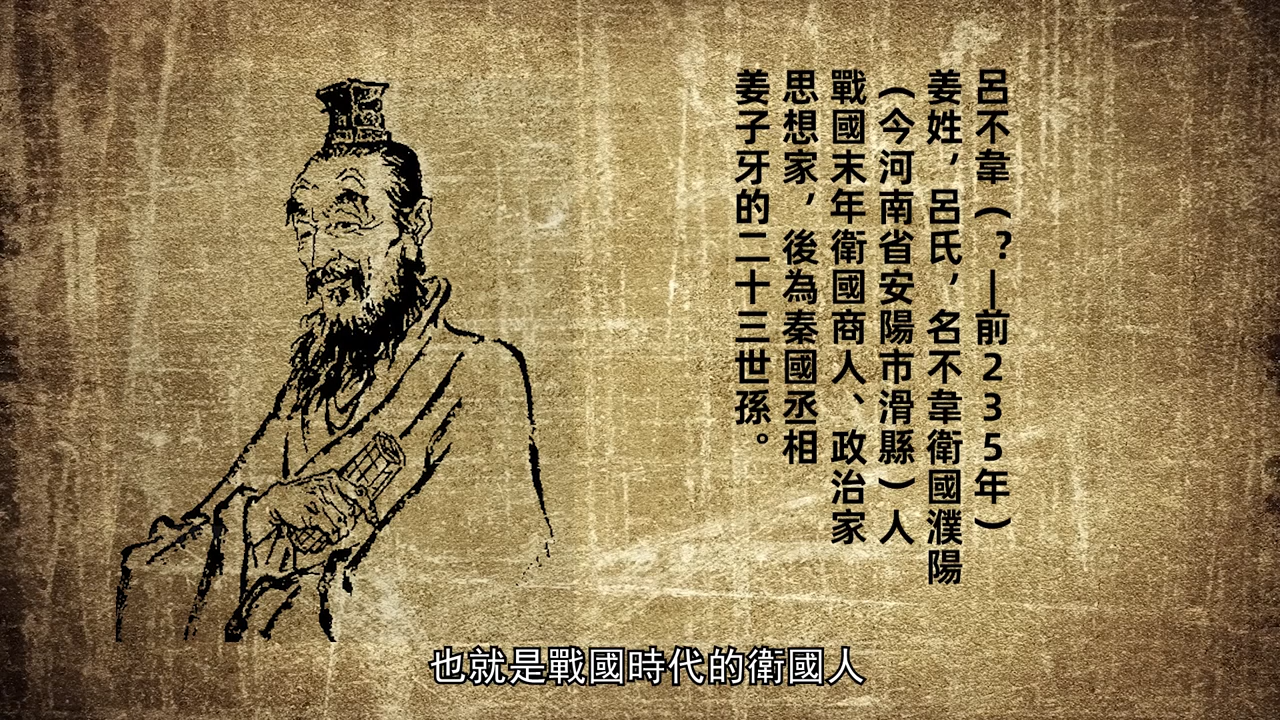 呂不韋（?—前235年）
姜姓，呂氏，名不韋衛國濮陽
（今河南省安陽市滑縣）人
戰國末年衛國商人、政治家
思想家，後為秦國丞相
姜子牙的二十三世孫。
也就是戰國時代的衛國人